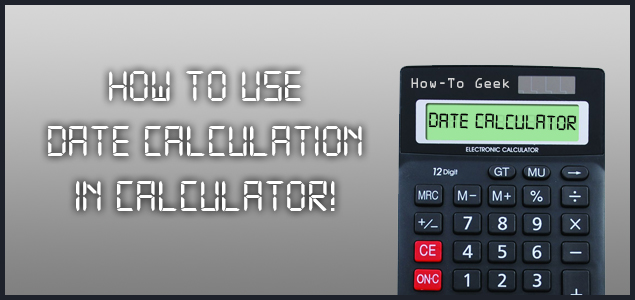 HOW TO USE
DATE CALCULATION
IN CALCULATOR!
How-To Geek
DATE CALCULATOR
ELECTRONIC CALCULATOR
12 Digit GT MU →
MRC M− M+ % ÷
+/− 7 8 9 ×
CE 4 5 6 −
ON·C 1 2 3 +